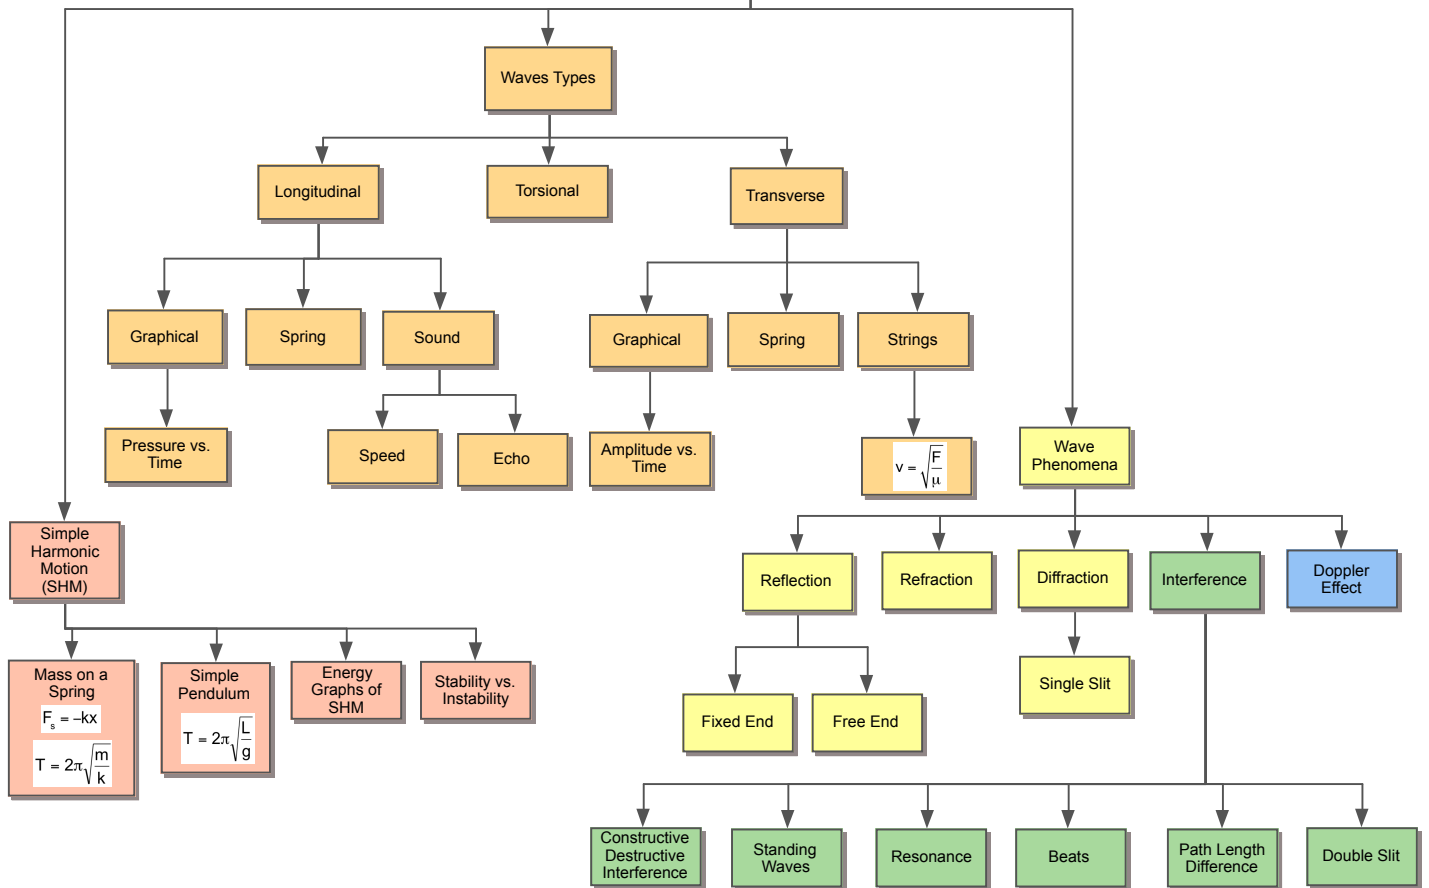 Waves Types
Longitudinal
Torsional
Transverse
Graphical
Spring
Sound
Graphical
Spring
Strings
Pressure vs.
Time
Speed
Echo
Amplitude vs.
Time
v = √(F/μ)
Wave
Phenomena
Simple
Harmonic
Motion
(SHM)
Reflection
Refraction
Diffraction
Interference
Doppler
Effect
Mass on a
Spring
F_s = –kx
T = 2π√(m/k)
Simple
Pendulum
T = 2π√(L/g)
Energy
Graphs of
SHM
Stability vs.
Instability
Fixed End
Free End
Single Slit
Constructive
Destructive
Interference
Standing
Waves
Resonance
Beats
Path Length
Difference
Double Slit